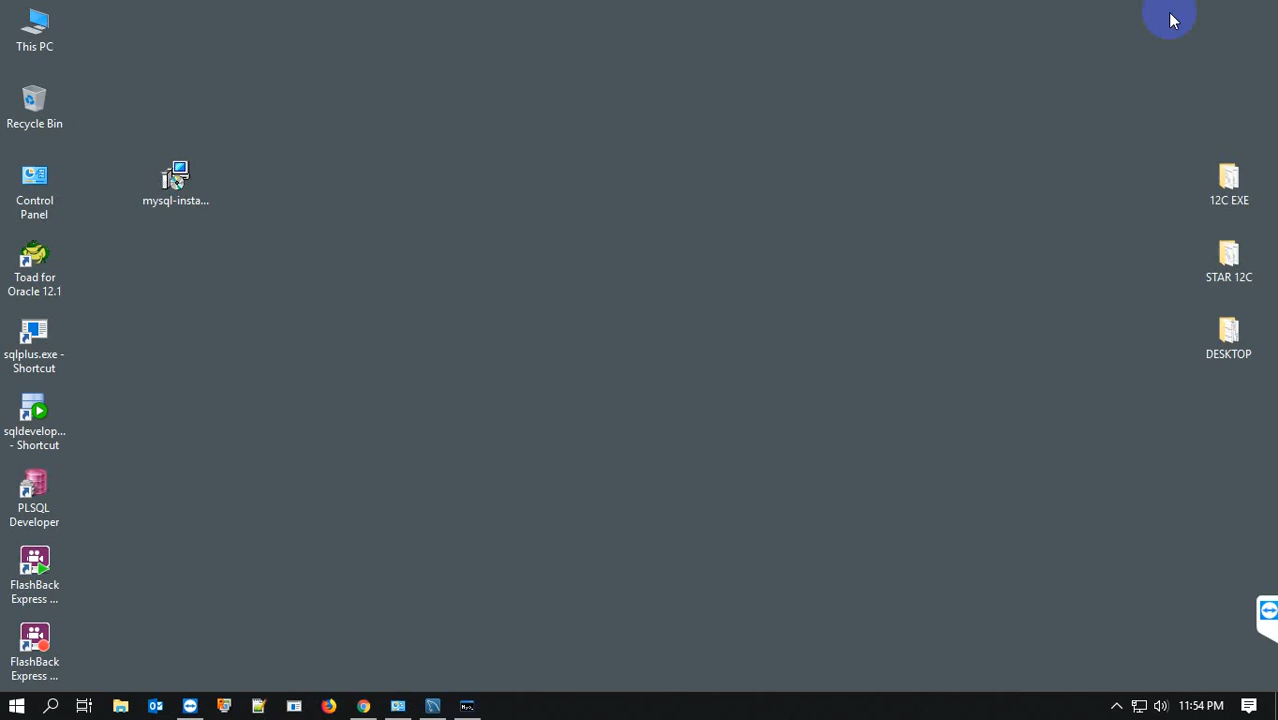 This PC
Recycle Bin
Control
Panel
Toad for
Oracle 12.1
sqlplus.exe -
Shortcut
sqldevelop...
- Shortcut
PLSQL
Developer
FlashBack
Express ...
FlashBack
Express ...
mysql-insta...
12C EXE
STAR 12C
DESKTOP
11:54 PM